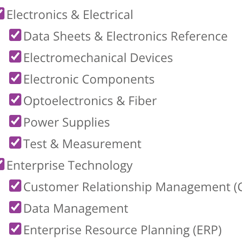 Electronics & Electrical
Data Sheets & Electronics Reference
Electromechanical Devices
Electronic Components
Optoelectronics & Fiber
Power Supplies
Test & Measurement
Enterprise Technology
Customer Relationship Management (
Data Management
Enterprise Resource Planning (ERP)